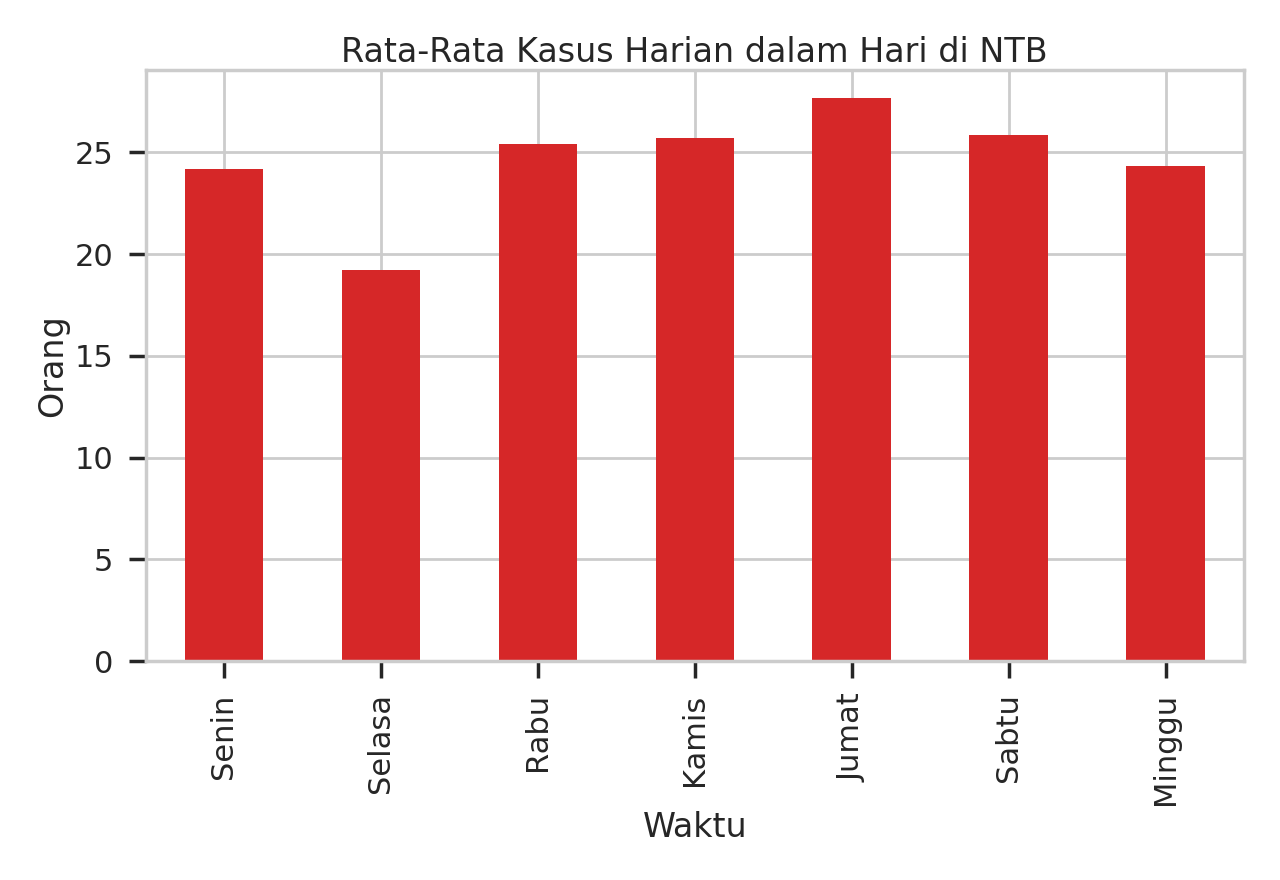 Rata-Rata Kasus Harian dalam Hari di NTB
Orang
25
20
15
10
5
0
Senin
Selasa
Rabu
Kamis
Jumat
Sabtu
Minggu
Waktu